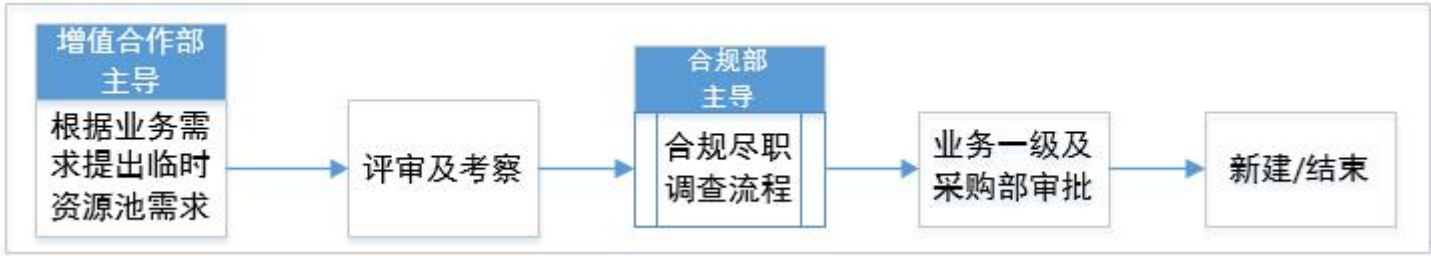 增值合作部
主导
根据业务需
求提出临时
资源池需求
评审及考察
合规部
主导
合规尽职
调查流程
业务一级及
采购部审批
新建/结束